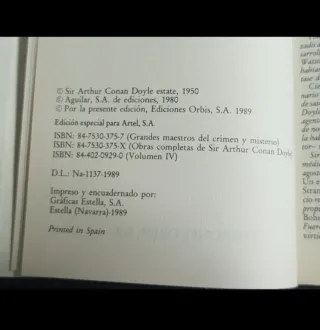 © Sir Arthur Conan Doyle estate, 1950
© Aguilar, S.A. de ediciones, 1980
© Por la presente edición, Ediciones Orbis, S.A. 1989
Edición especial para Artel, S.A
ISBN: 84-7530-375-7 (Grandes maestros del crimen y misterio)
ISBN: 84-7530-375-X (Obras completas de Sir Arthur Conan Doyle
ISBN: 84-402-0929-0 (Volumen IV)
D.L.: Na-1137-1989
Impreso y encuadernado por:
Gráficas Estella, S.A.
Estella (Navarra)-1989
Printed in Spain